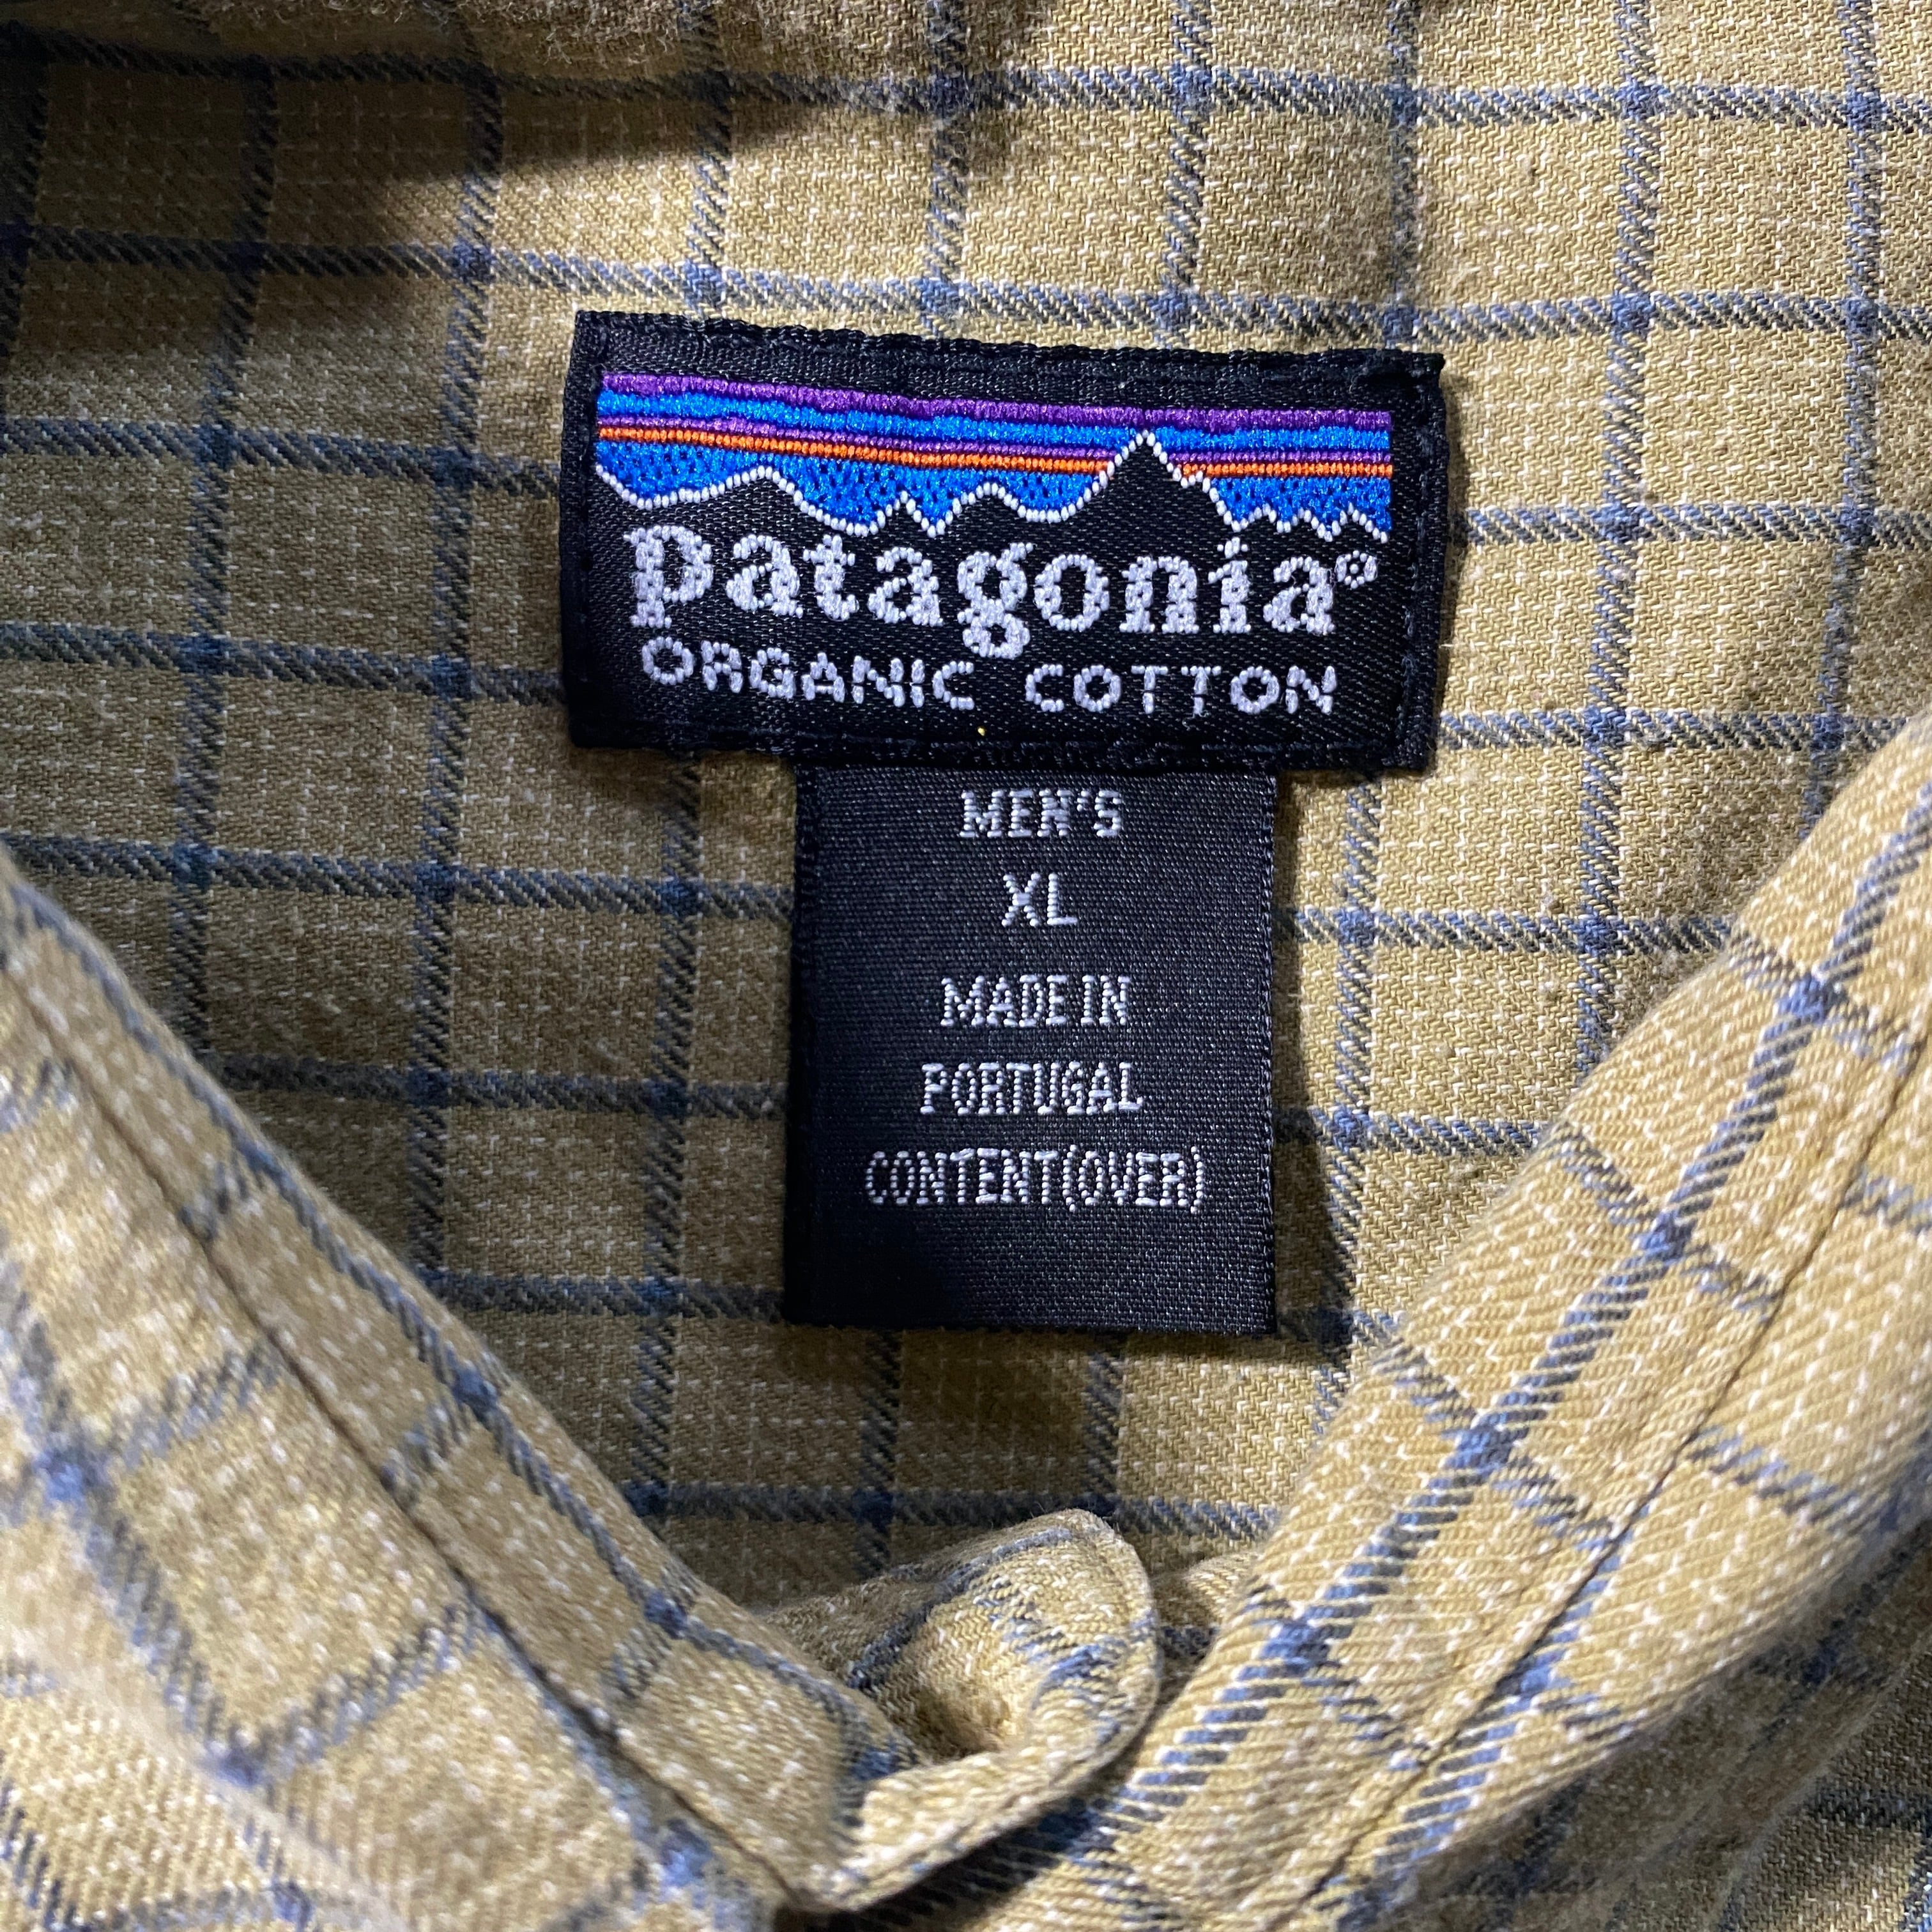 patagonia®
ORGANIC COTTON
MEN'S
XL
MADE IN
PORTUGAL
CONTENT(OVER)